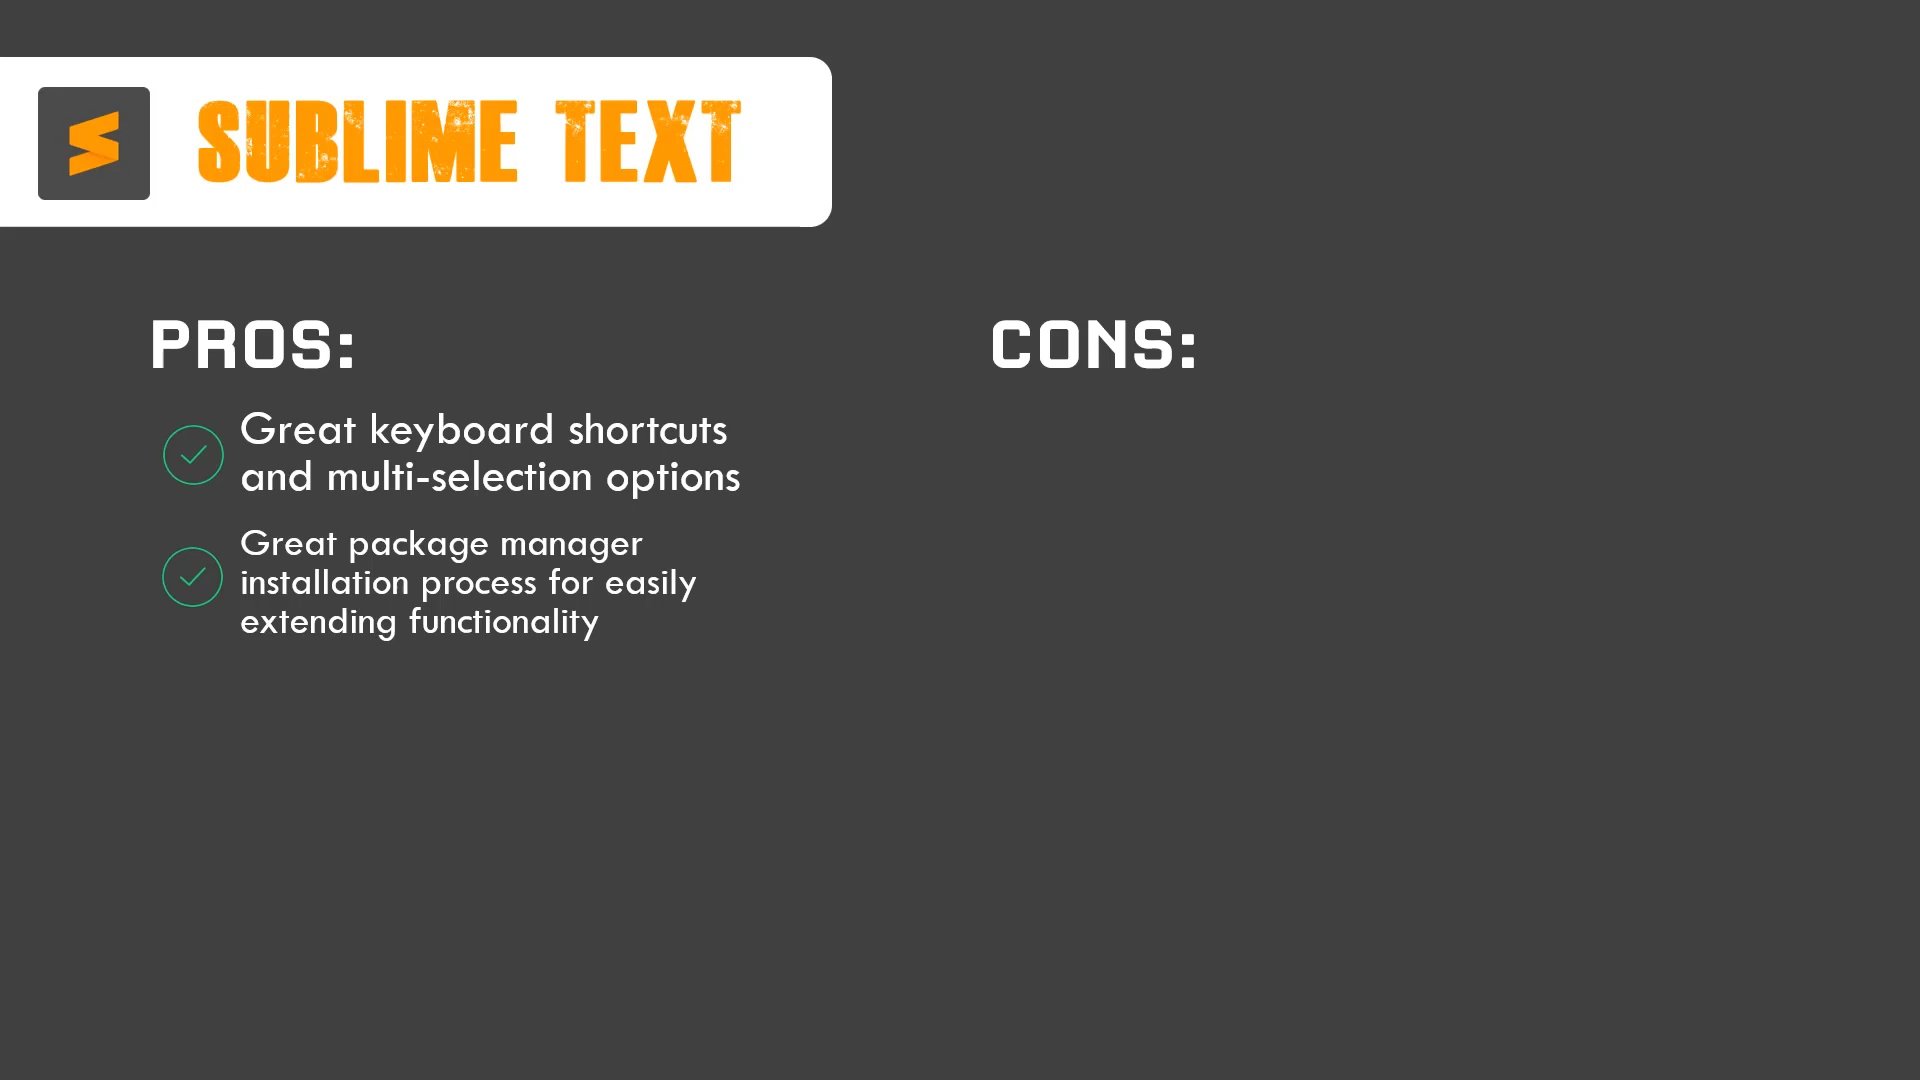 SUBLIME TEXT
PROS:
Great keyboard shortcuts
and multi-selection options
Great package manager
installation process for easily
extending functionality
CONS: